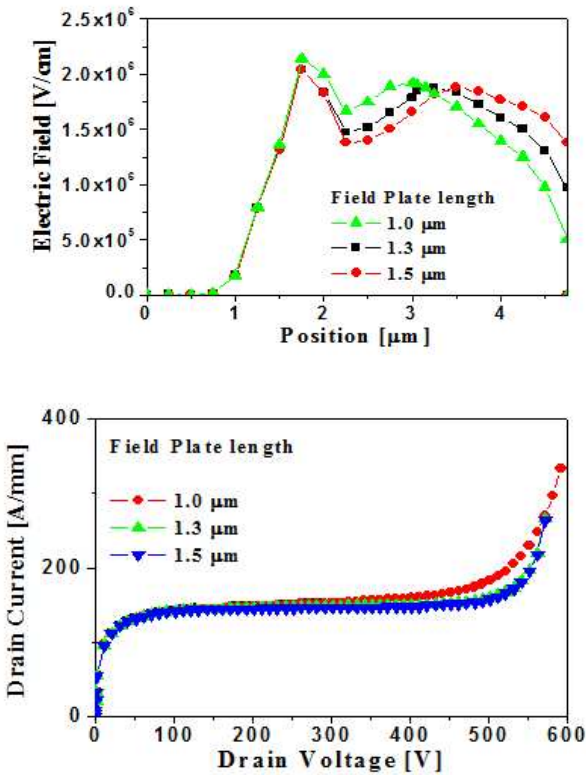 2.5x10⁶
2.0x10⁶
1.5x10⁶
1.0x10⁶
5.0x10⁵
0.0
Electric Field [V/cm]
Field Plate length
1.0 μm
1.3 μm
1.5 μm
0 1 2 3 4
Position [μm]
400
200
0
Drain Current [A/mm]
Field Plate length
1.0 μm
1.3 μm
1.5 μm
0 100 200 300 400 500 600
Drain Voltage [V]